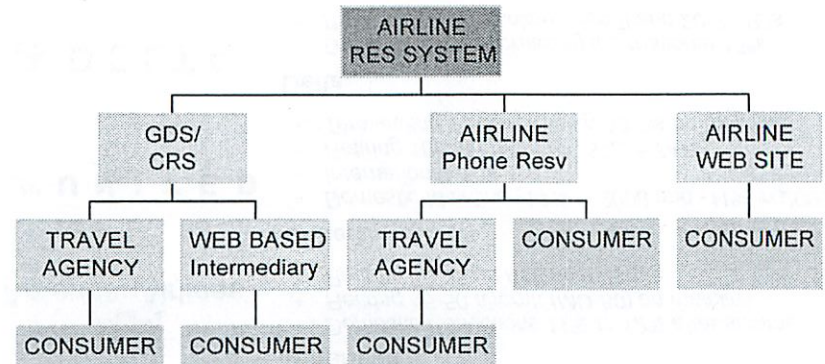 AIRLINE
RES SYSTEM
GDS/
CRS
AIRLINE
Phone Resv
AIRLINE
WEB SITE
TRAVEL
AGENCY
WEB BASED
Intermediary
TRAVEL
AGENCY
CONSUMER
CONSUMER
CONSUMER
CONSUMER
CONSUMER